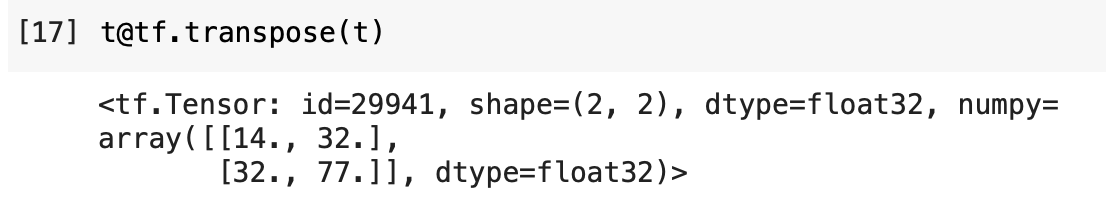 [17] t@tf.transpose(t)
<tf.Tensor: id=29941, shape=(2, 2), dtype=float32, numpy=
array([[14., 32.],
       [32., 77.]], dtype=float32)>